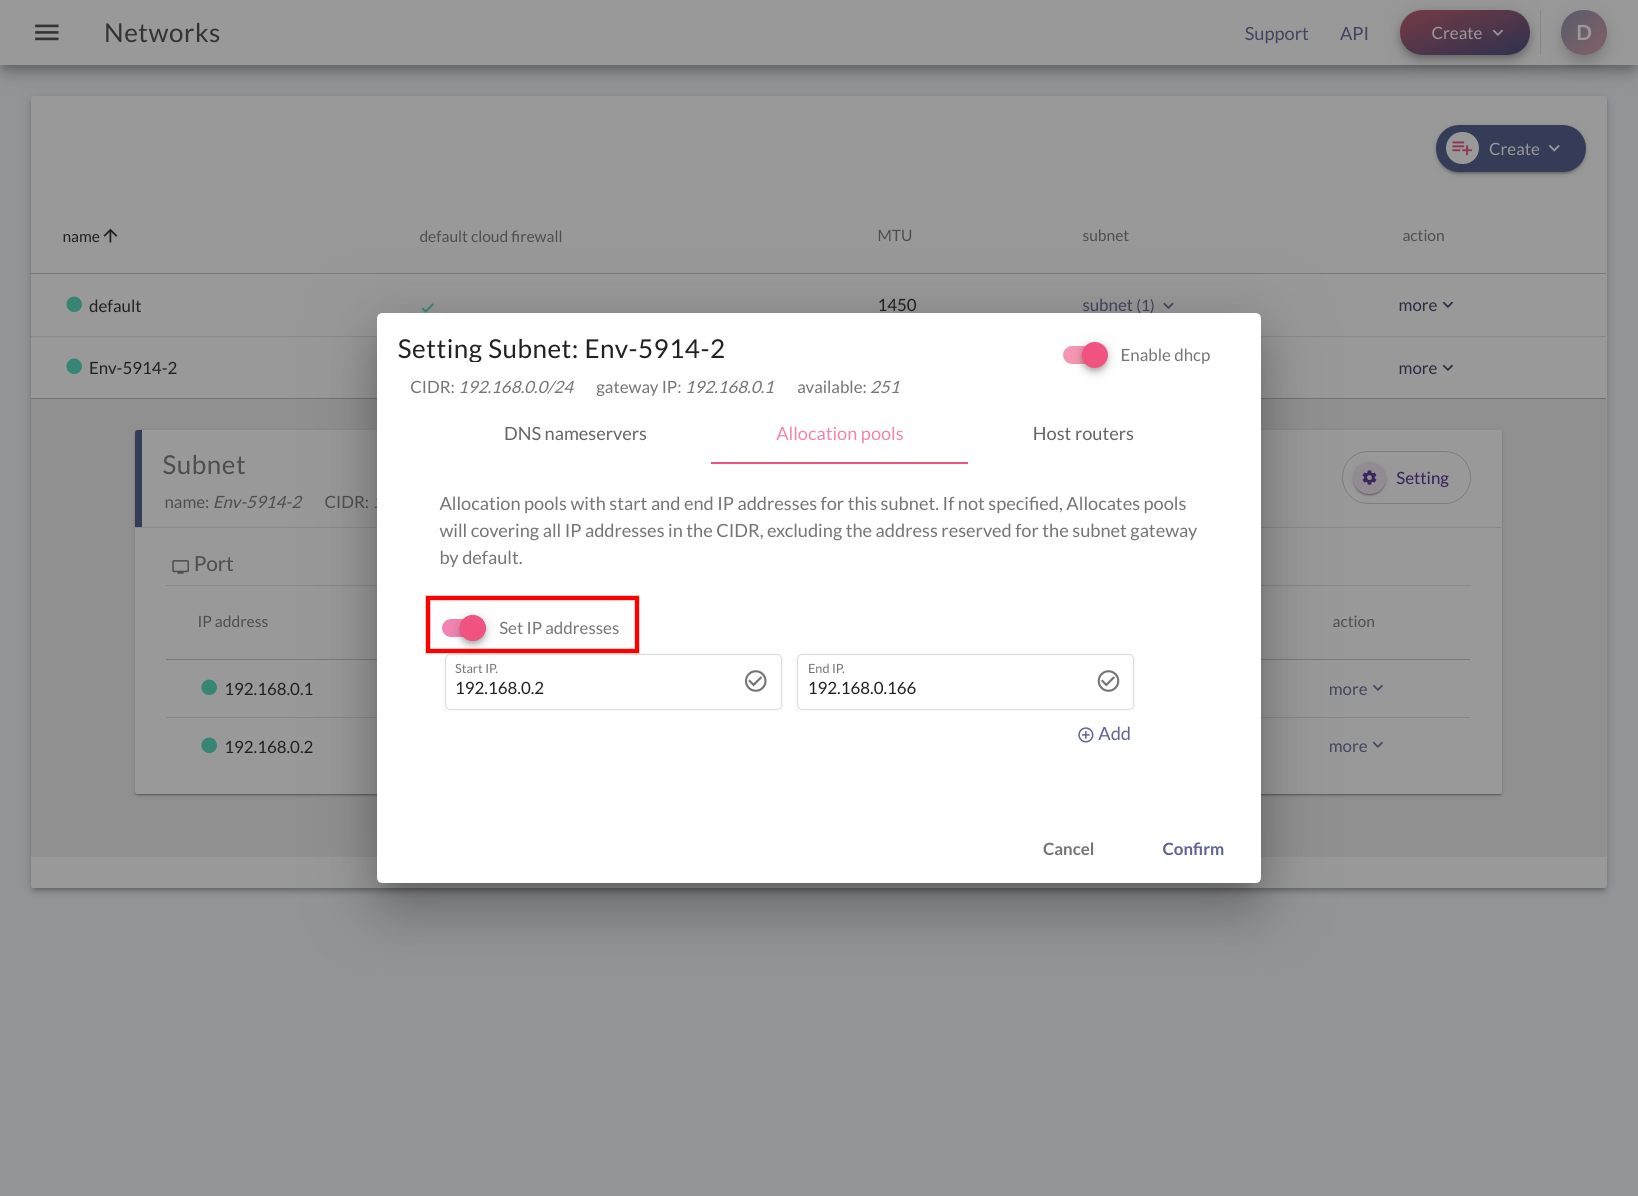 Networks
Support
API
Create
D
Create
name
default cloud firewall
MTU
subnet
action
default
1450
subnet (1)
more
Env-5914-2
more
Setting Subnet: Env-5914-2
Enable dhcp
CIDR: 192.168.0.0/24
gateway IP: 192.168.0.1
available: 251
DNS nameservers
Allocation pools
Host routers
Allocation pools with start and end IP addresses for this subnet. If not specified, Allocates pools
will covering all IP addresses in the CIDR, excluding the address reserved for the subnet gateway
by default.
Set IP addresses
Start IP.
192.168.0.2
End IP.
192.168.0.166
Add
Cancel
Confirm
Subnet
name: Env-5914-2
CIDR:
Setting
Port
IP address
action
192.168.0.1
more
192.168.0.2
more